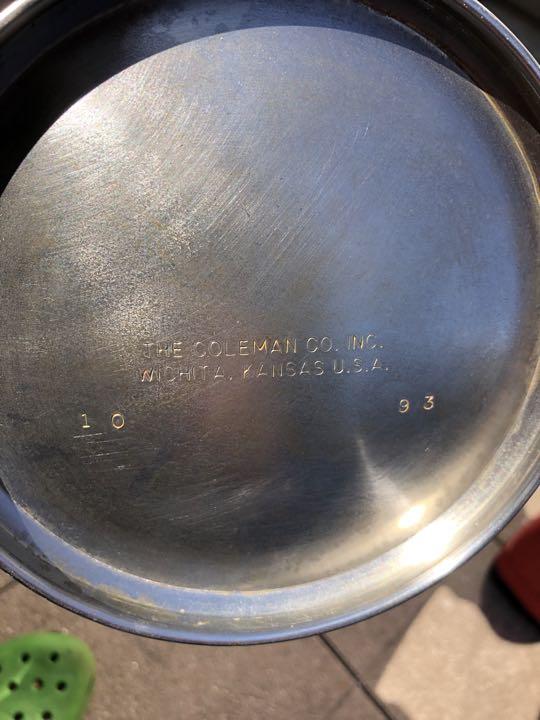 THE COLEMAN CO. INC.
WICHITA, KANSAS U.S.A.
10 93